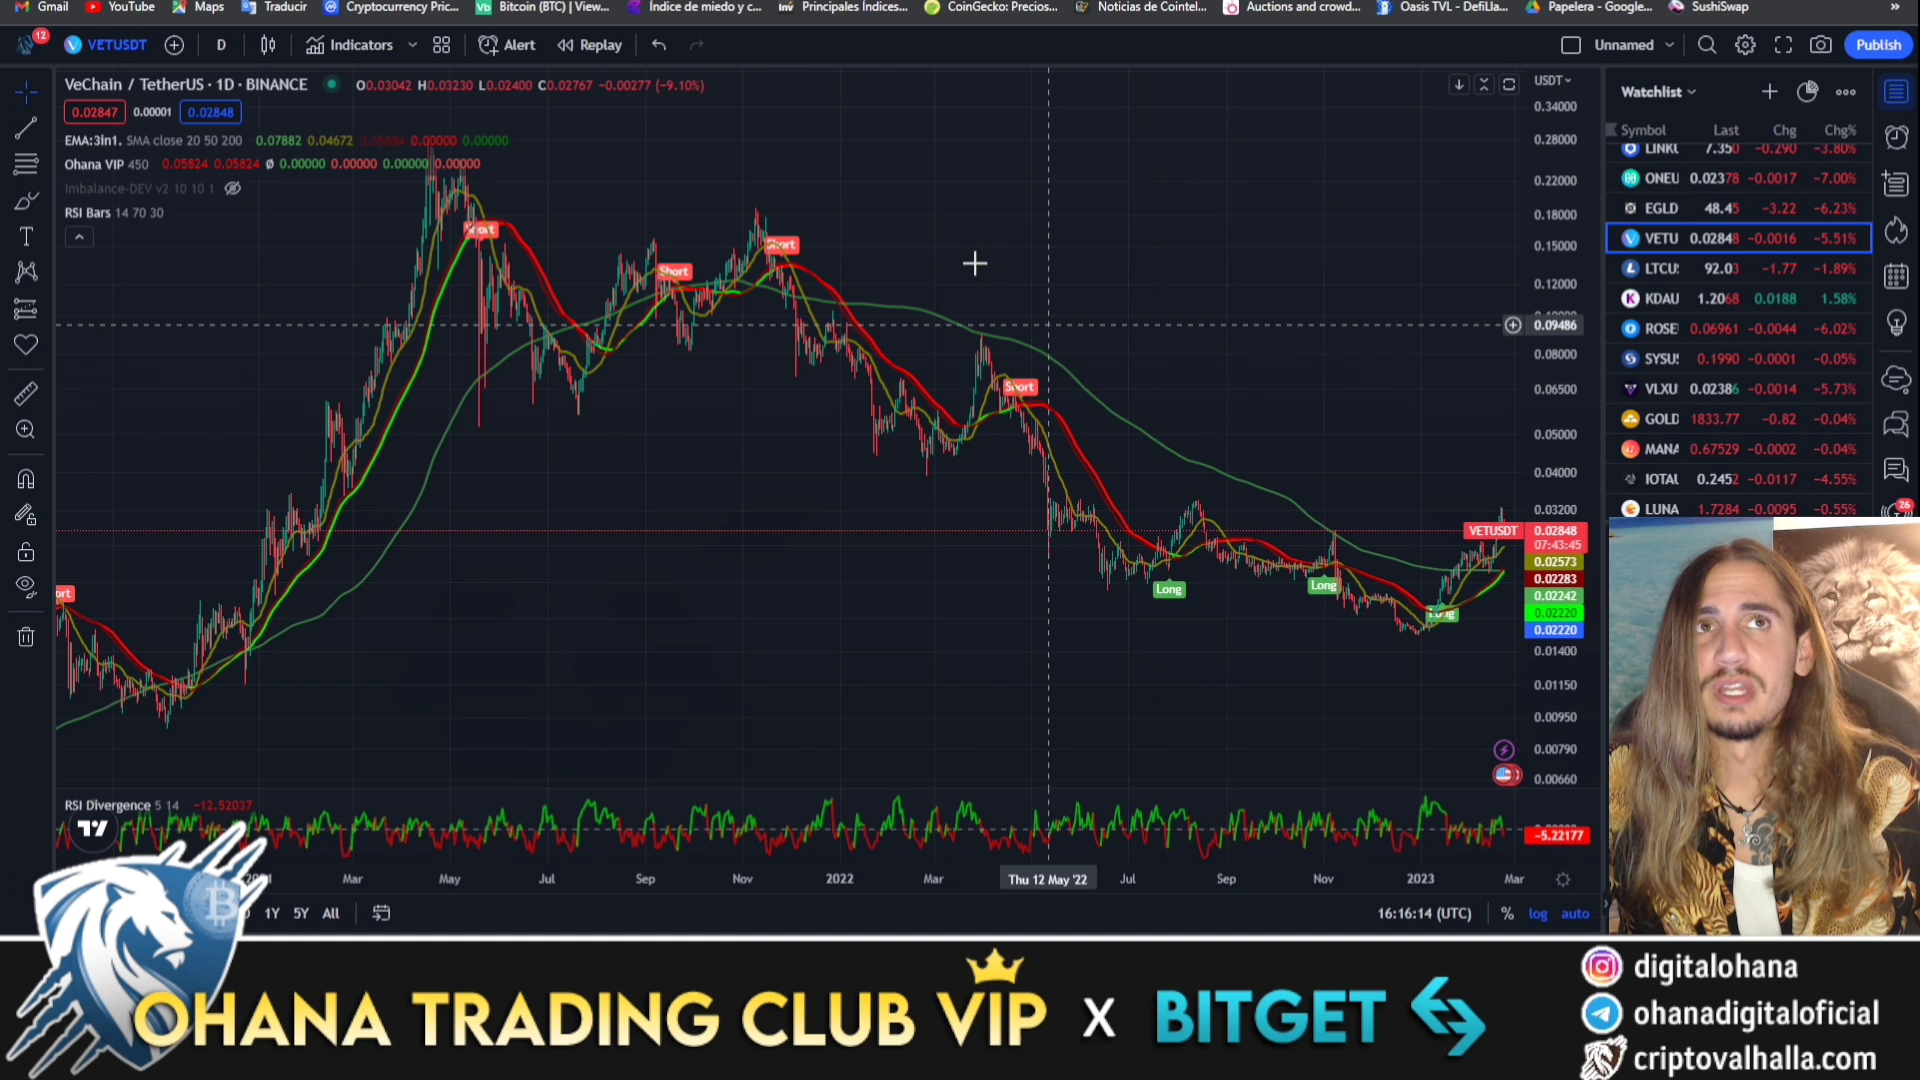 Gmail YouTube Maps Traducir Cryptocurrency Pric... Bitcoin (BTC) | View... Índice de miedo y c... Principales Índices... CoinGecko: Precios... Noticias de Cointel... Auctions and crowd... Oasis TVL - DefiLla... Papelera - Google... SushiSwap »
12 VETUSDT D Indicators Alert Replay Unnamed Publish
VeChain / TetherUS · 1D · BINANCE O0.03042 H0.03230 L0.02400 C0.02767 −0.00277 (−9.10%)
0.02847 0.00001 0.02848
EMA:3in1. SMA close 20 50 200 0.07882 0.04672 0.00000 0.00000
Ohana VIP 450 0.05824 0.05824 Ø 0.00000 0.00000 0.00000 0.00000
Imbalance-DEV v2 10 10 1
RSI Bars 14 70 30
USDT
0.34000
0.28000
0.22000
0.18000
0.15000
0.12000
0.09486
0.08000
0.06500
0.05000
0.04000
0.03200
VETUSDT 0.02848
07:43:45
0.02573
0.02283
0.02242
0.02220
0.02220
0.01400
0.01150
0.00950
0.00790
0.00660
Short
Short
Short
Short
ort
Long
Long
Long
RSI Divergence 5 14 −12.52037
−5.22177
Mar May Jul Sep Nov 2022 Mar Thu 12 May '22 Jul Sep Nov 2023 Mar
1Y 5Y All 16:16:14 (UTC) % log auto
Watchlist
Symbol Last Chg Chg%
LINKU 7.350 −0.290 −3.80%
ONEU 0.02378 −0.0017 −7.00%
EGLD 48.45 −3.22 −6.23%
VETU 0.02848 −0.0016 −5.51%
LTCU 92.03 −1.77 −1.89%
KDAU 1.2068 0.0188 1.58%
ROSE 0.06961 −0.0044 −6.02%
SYSU 0.1990 −0.0001 −0.05%
VLXU 0.02386 −0.0014 −5.73%
GOLD 1833.77 −0.82 −0.04%
MANA 0.67529 −0.0002 −0.04%
IOTAU 0.2452 −0.0117 −4.55%
LUNA 1.7284 −0.0095 −0.55%
26
OHANA TRADING CLUB VIP X BITGET
digitalohana
ohanadigitaloficial
criptovalhalla.com